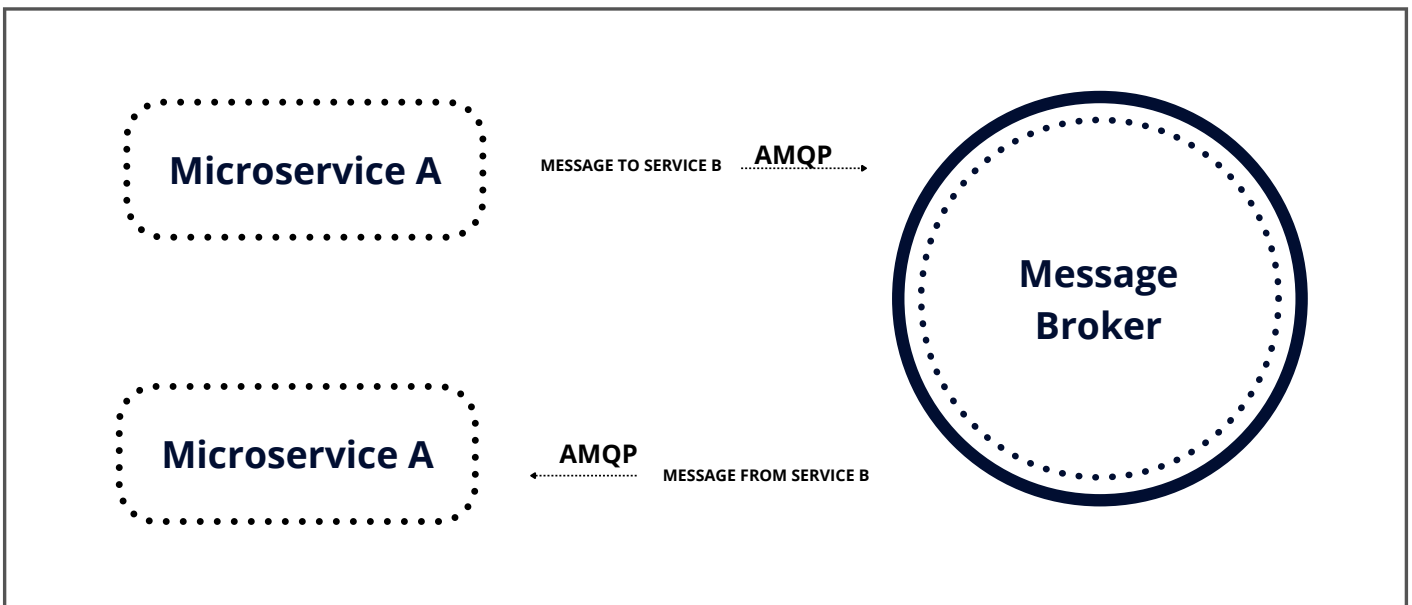 Microservice A
MESSAGE TO SERVICE B
AMQP
Message
Broker
Microservice A
AMQP
MESSAGE FROM SERVICE B